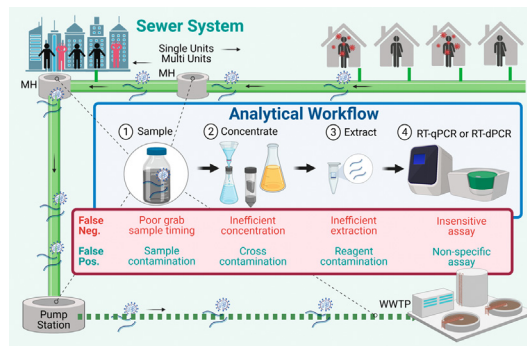 Sewer System
Single Units
Multi Units
MH
MH
Analytical Workflow
1 Sample
2 Concentrate
3 Extract
4 RT-qPCR or RT-dPCR
False Neg.
Poor grab sample timing
Inefficient concentration
Inefficient extraction
Insensitive assay
False Pos.
Sample contamination
Cross contamination
Reagent contamination
Non-specific assay
WWTP
Pump
Station